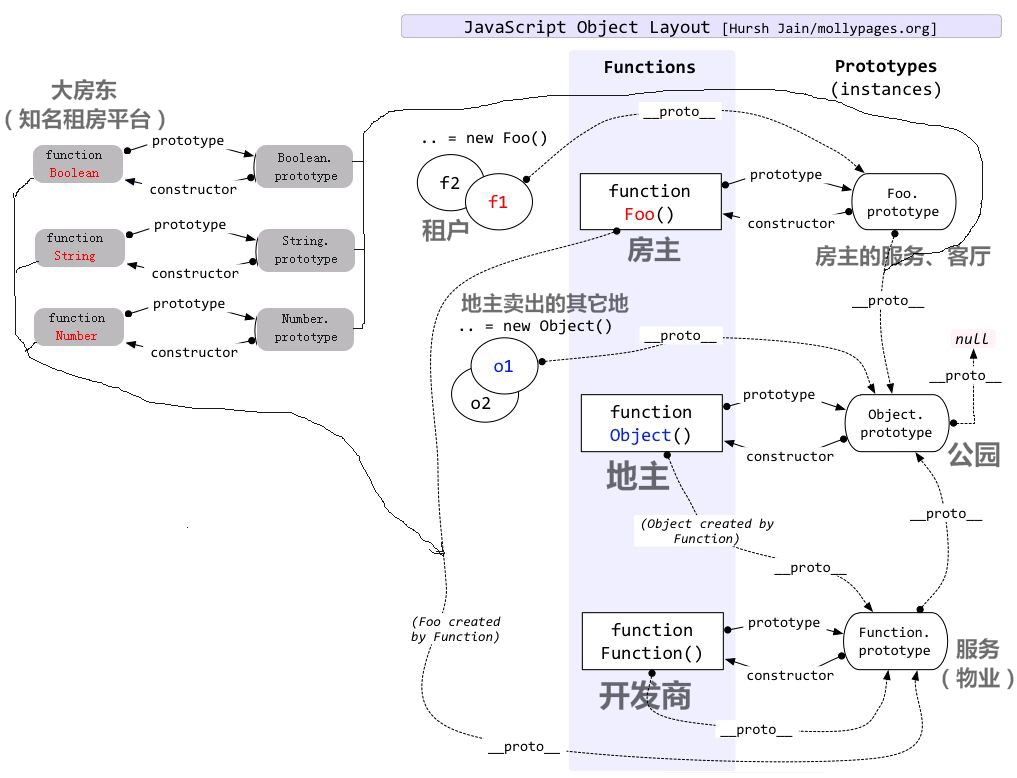 JavaScript Object Layout [Hursh Jain/mollypages.org]
Functions
Prototypes
(instances)
大房东
（知名租房平台）
function
Boolean
prototype
constructor
Boolean.
prototype
function
String
prototype
constructor
String.
prototype
function
Number
prototype
constructor
Number.
prototype
.. = new Foo()
f2
f1
租户
__proto__
function
Foo()
房主
prototype
constructor
Foo.
prototype
房主的服务、客厅
__proto__
地主卖出的其它地
.. = new Object()
o1
o2
__proto__
null
__proto__
function
Object()
地主
prototype
constructor
Object.
prototype
公园
(Object created by
Function)
__proto__
__proto__
(Foo created
by Function)
function
Function()
开发商
prototype
constructor
Function.
prototype
服务
（物业）
__proto__
__proto__